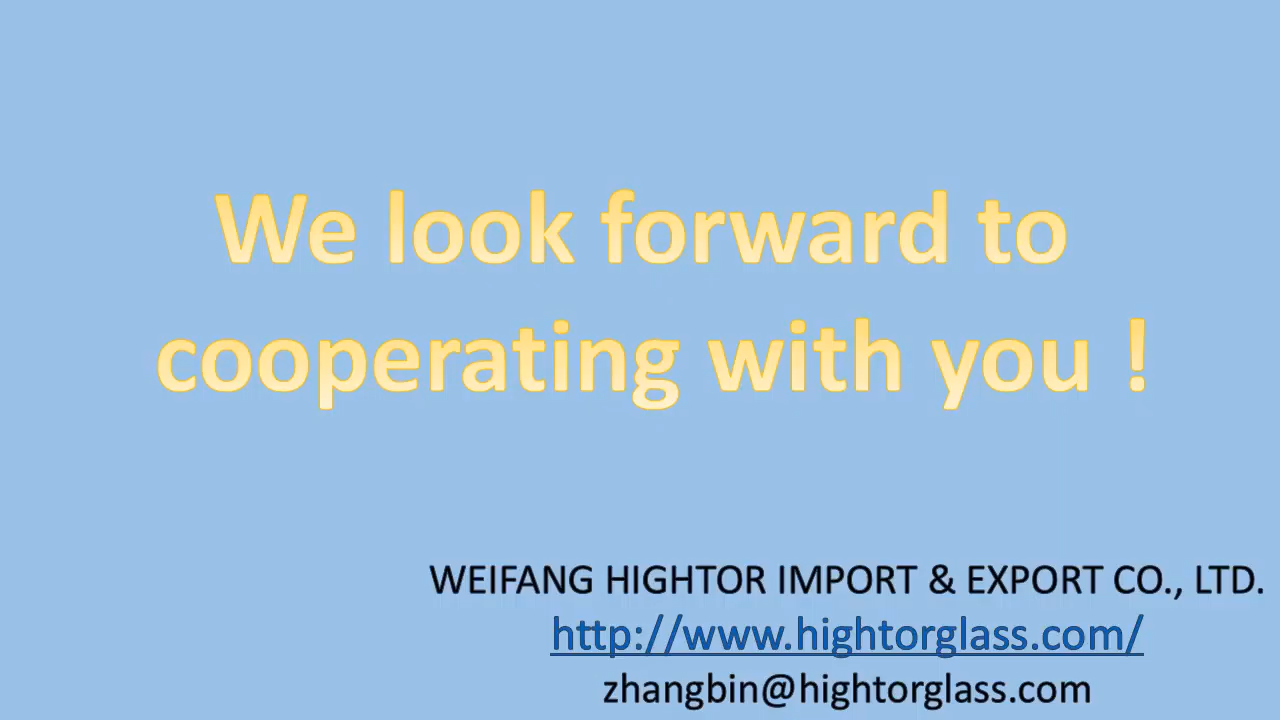 We look forward to
cooperating with you !
WEIFANG HIGHTOR IMPORT & EXPORT CO., LTD.
http://www.hightorglass.com/
zhangbin@hightorglass.com